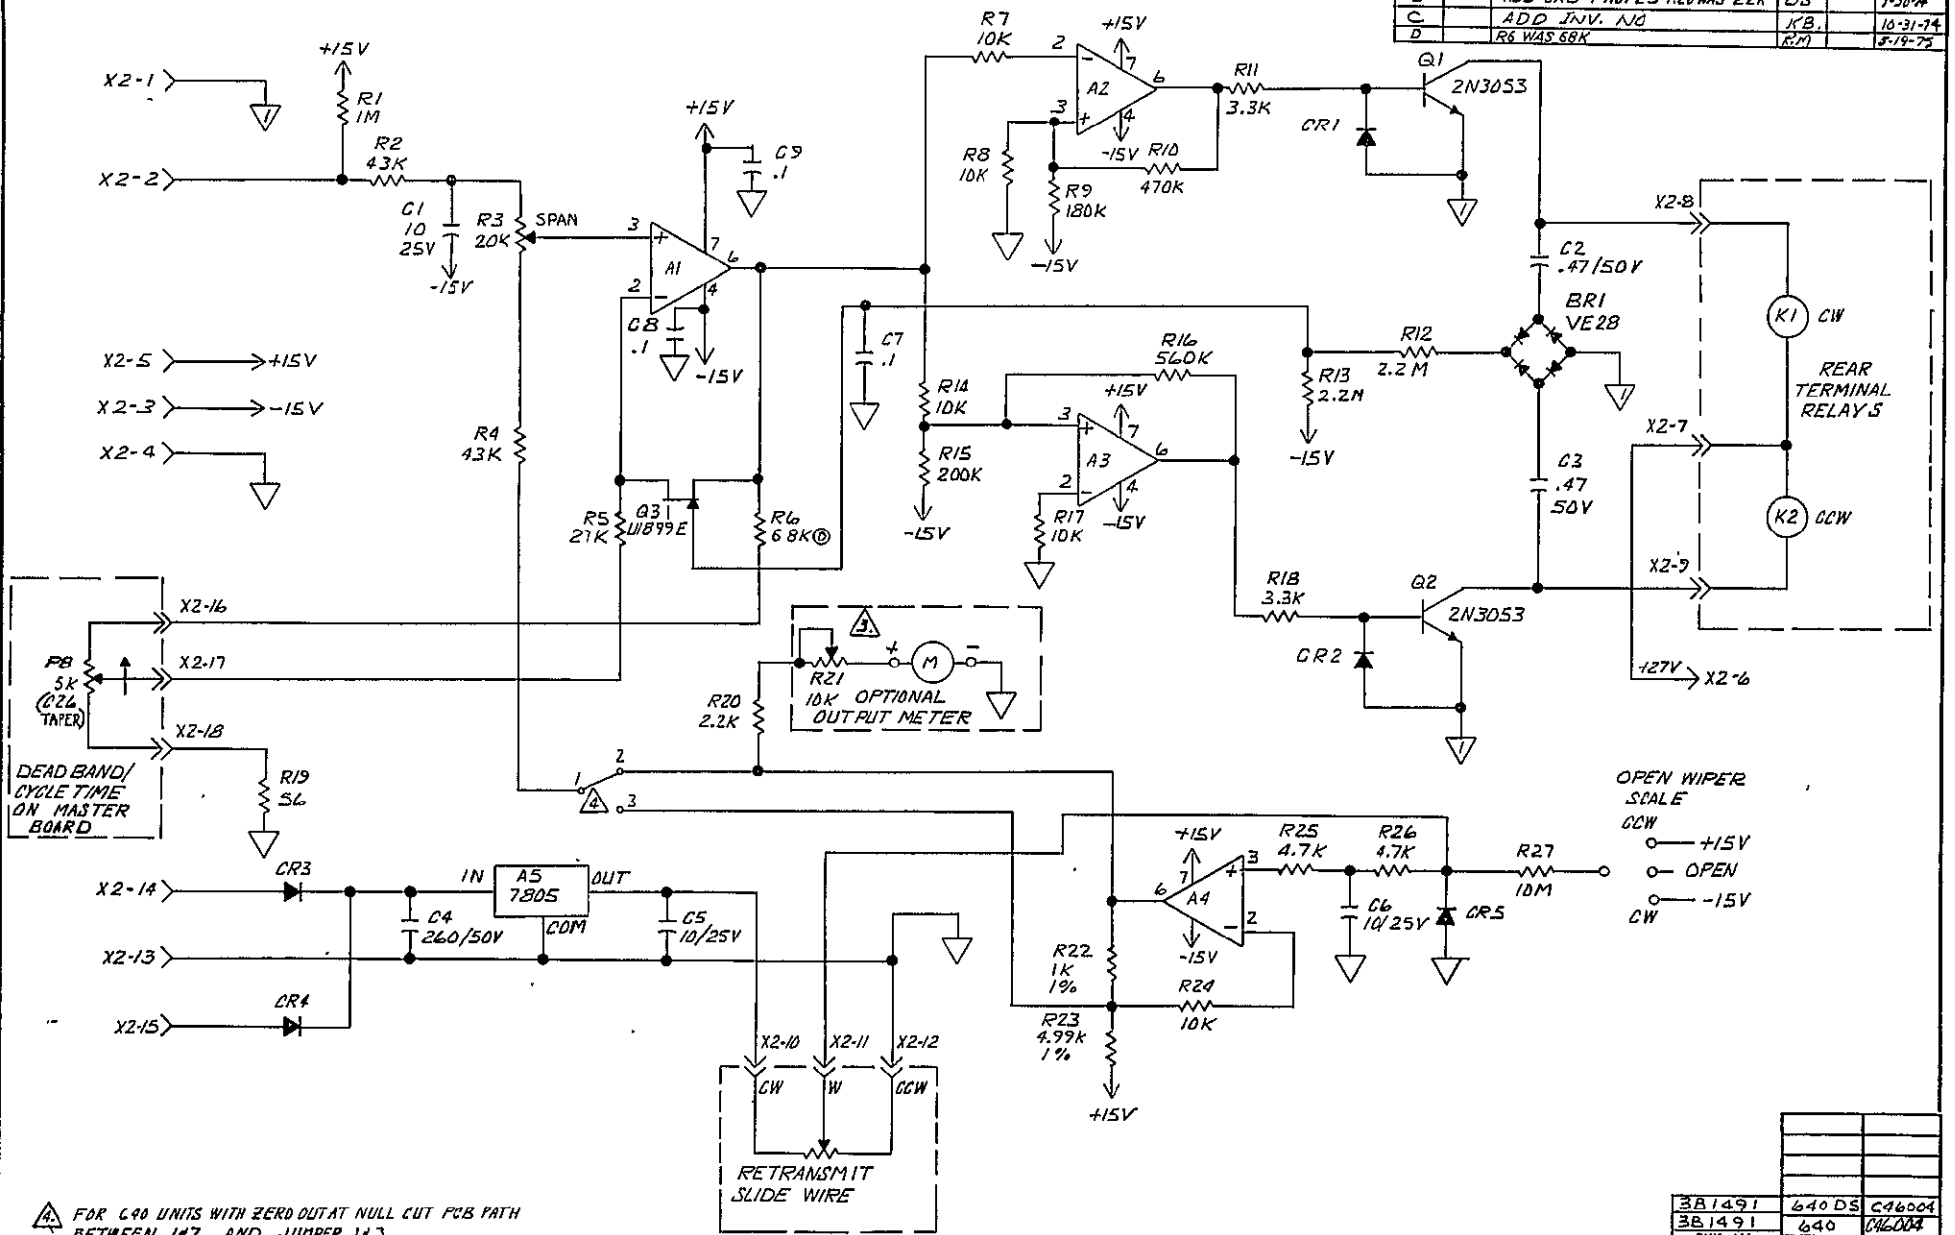 C ADD INV. NO KB. 10-31-74
D R6 WAS 68K R.M 5-19-75
X2-1
1
+15V
R1
1M
X2-2
R2
43K
C1
10
25V
-15V
R3
20K
SPAN
+15V
C9
.1
3
+
7
A1
6
2
-
4
C8
.1
-15V
R7
10K
+15V
2
-
7
A2
6
3
+
4
-15V
R8
10K
R9
180K
-15V
R10
470K
R11
3.3K
CR1
Q1
2N3053
1
X2-8
C2
.47/50V
BR1
VE28
1
K1
CW
REAR
TERMINAL
RELAYS
X2-7
K2
CCW
X2-9
C3
.47
50V
+27V
X2-6
X2-5
+15V
X2-3
-15V
X2-4
R4
43K
C7
.1
R12
2.2M
R13
2.2M
-15V
R14
10K
R15
200K
-15V
R16
560K
+15V
3
+
7
A3
6
2
-
4
-15V
R17
10K
R5
27K
Q3
U1899E
R6
6 8K D
R18
3.3K
CR2
Q2
2N3053
1
P8
5K
(C26
TAPER)
X2-16
X2-17
X2-18
DEAD BAND/
CYCLE TIME
ON MASTER
BOARD
R19
56
3.
R21
10K
+
M
-
OPTIONAL
OUTPUT METER
R20
2.2K
1
2
4
3
OPEN WIPER
SCALE
CCW
+15V
OPEN
-15V
CW
R27
10M
R26
4.7K
R25
4.7K
C6
10/25V
CR5
+15V
3
+
7
A4
6
2
-
-15V
R22
1K
1%
R24
10K
R23
4.99K
1%
+15V
X2-14
CR3
IN
A5
7805
OUT
COM
C4
260/50V
C5
10/25V
X2-13
CR4
X2-15
X2-10
X2-11
X2-12
CW
W
CCW
RETRANSMIT
SLIDE WIRE
4. FOR 640 UNITS WITH ZERO OUT AT NULL CUT PCB PATH
3B1491 640 DS C46004
3B1491 640 C46004